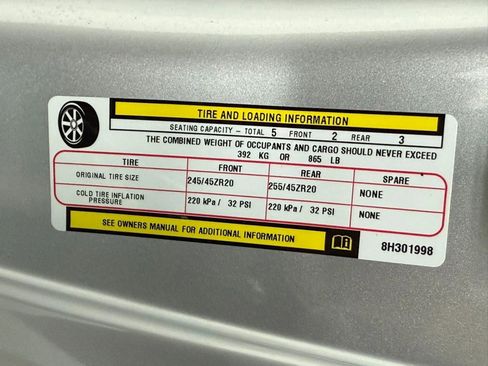 TIRE AND LOADING INFORMATION
SEATING CAPACITY - TOTAL 5 FRONT 2 REAR 3
THE COMBINED WEIGHT OF OCCUPANTS AND CARGO SHOULD NEVER EXCEED
392 KG OR 865 LB
TIRE FRONT REAR SPARE
ORIGINAL TIRE SIZE 245/45ZR20 255/45ZR20 NONE
COLD TIRE INFLATION PRESSURE 220 kPa / 32 PSI 220 kPa / 32 PSI NONE
SEE OWNERS MANUAL FOR ADDITIONAL INFORMATION
8H301998